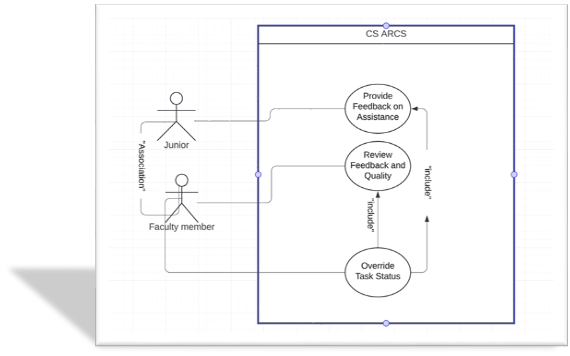 CS ARCS
Provide
Feedback on
Assistance
Junior
"Association"
Review
Feedback and
Quality
"include"
"include"
Faculty member
Override
Task Status